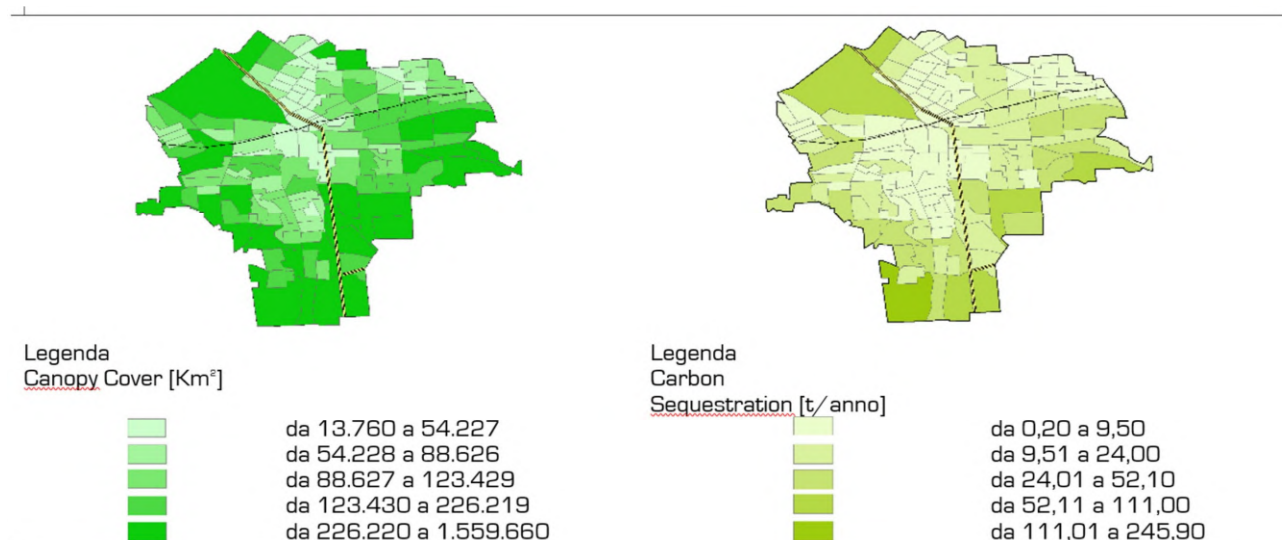 Legenda
Canopy Cover [Km²]
da 13.760 a 54.227
da 54.228 a 88.626
da 88.627 a 123.429
da 123.430 a 226.219
da 226.220 a 1.559.660
Legenda
Carbon
Sequestration [t/anno]
da 0,20 a 9,50
da 9,51 a 24,00
da 24,01 a 52,10
da 52,11 a 111,00
da 111,01 a 245,90